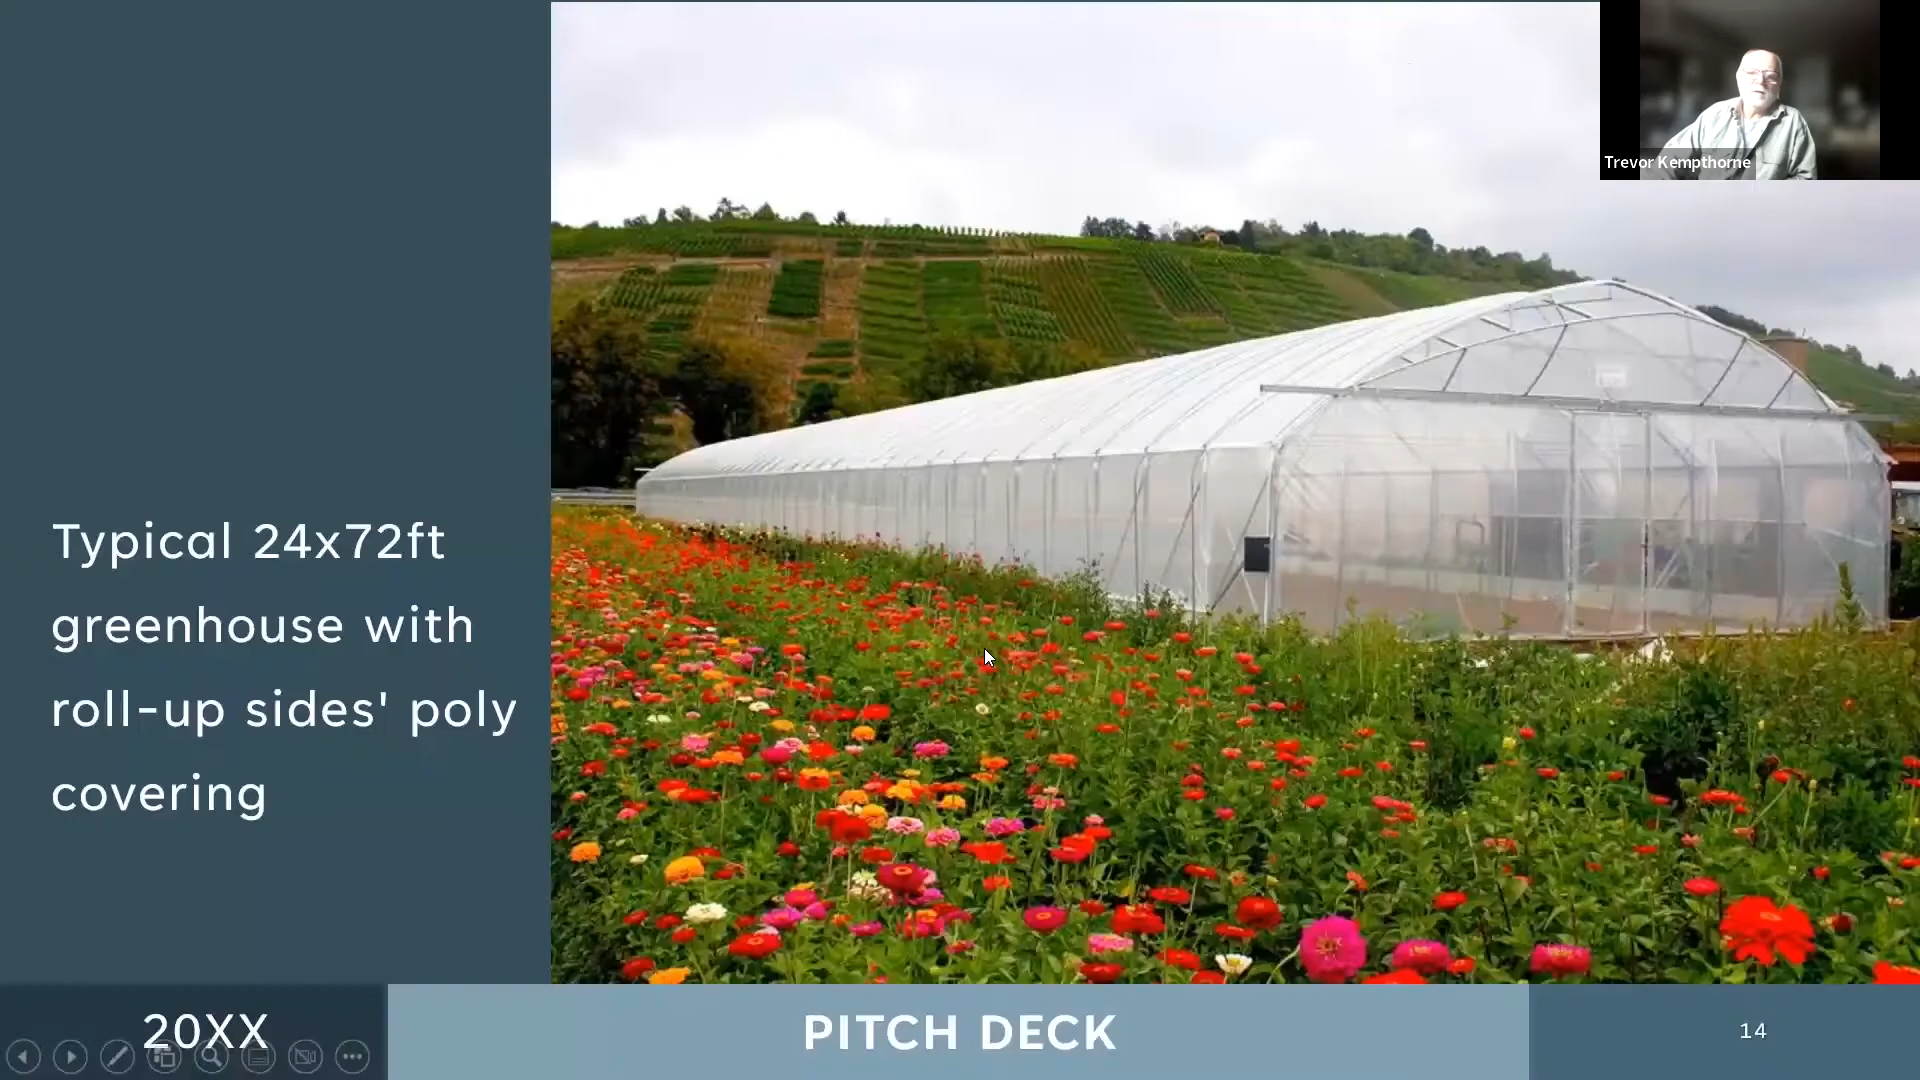 Trevor Kempthorne
Typical 24x72ft
greenhouse with
roll-up sides' poly
covering
20XX
PITCH DECK
14